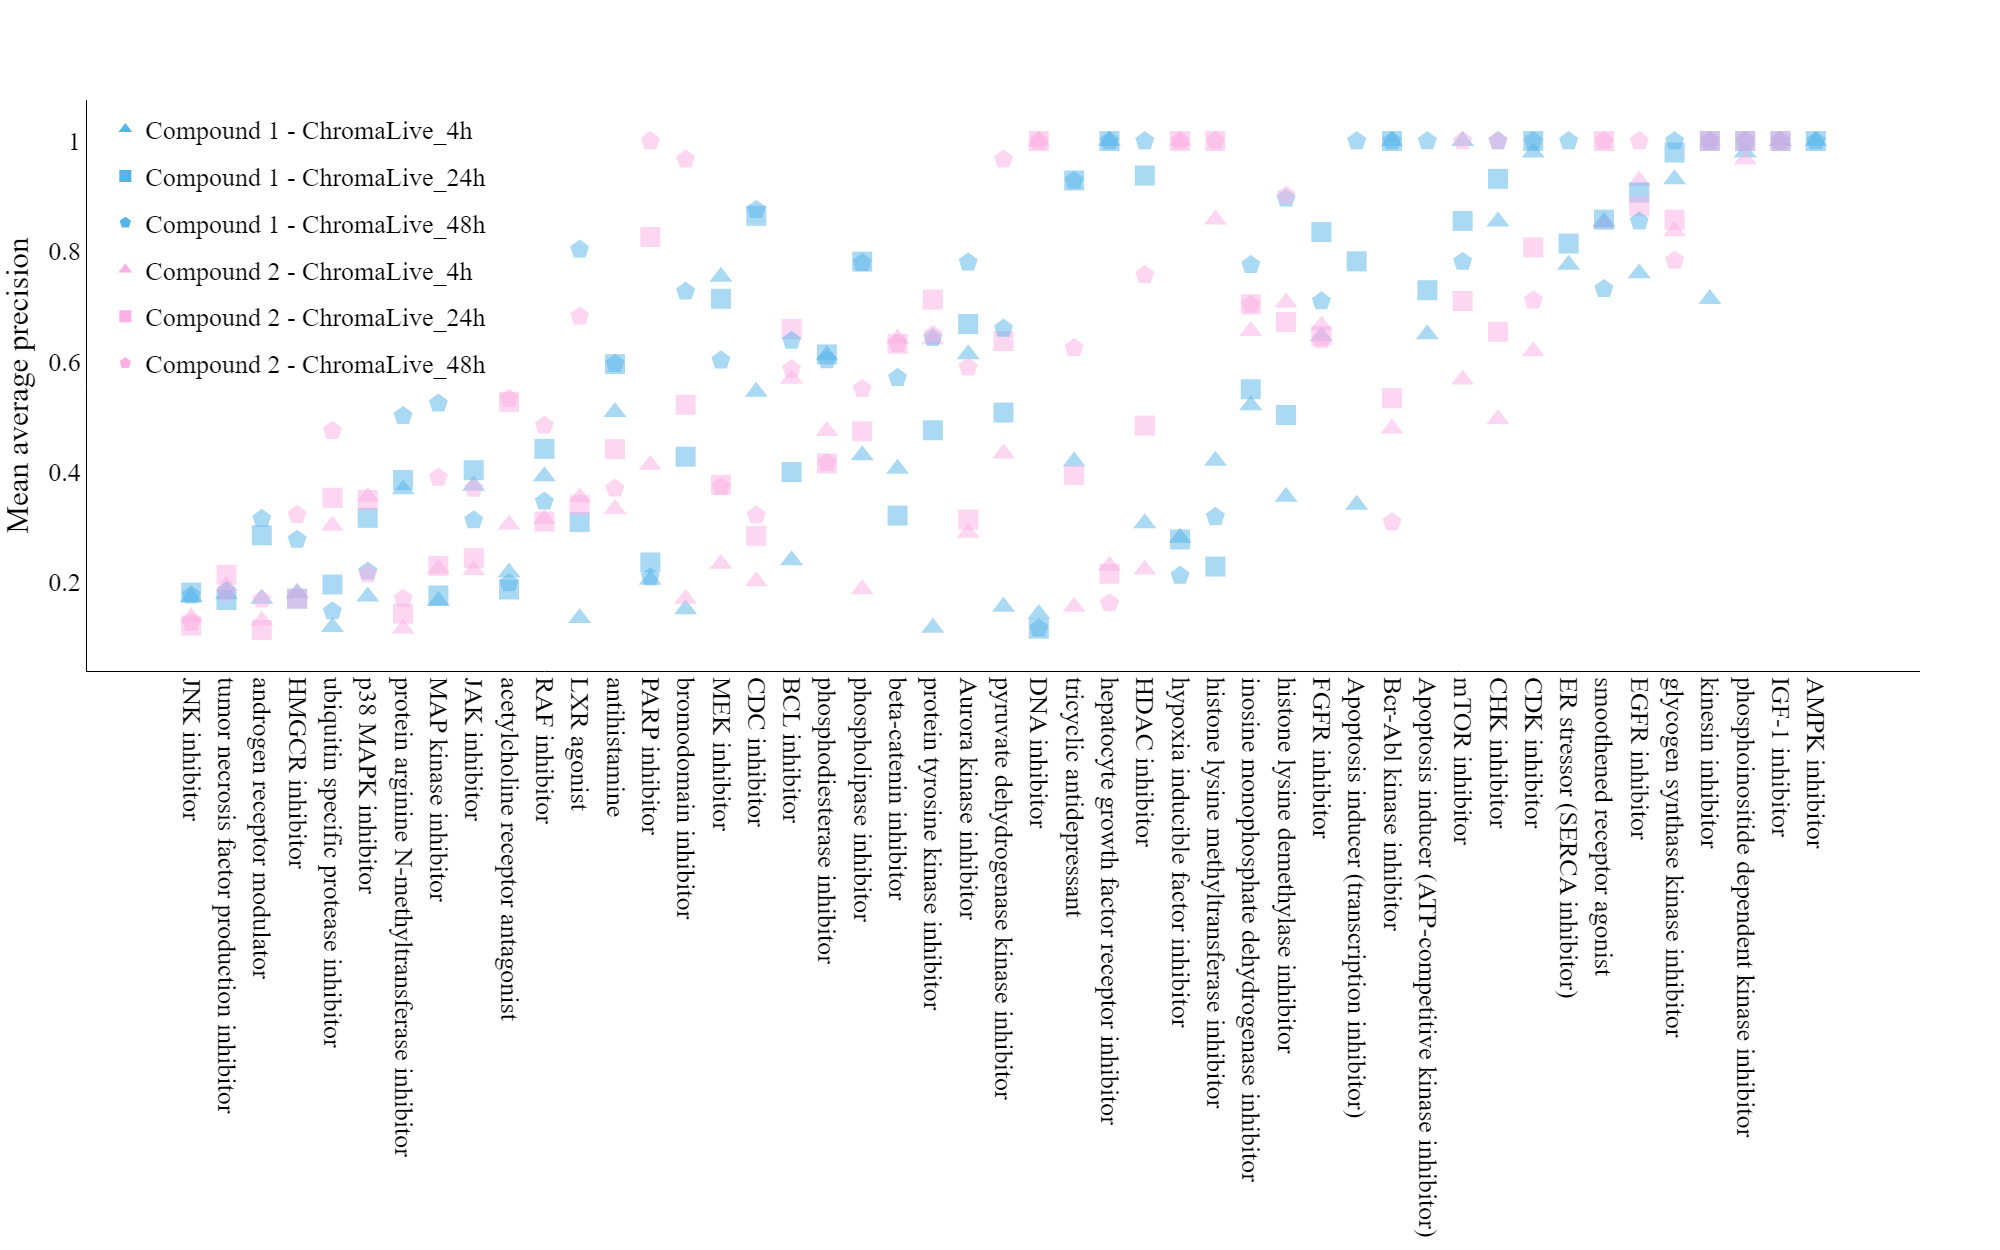 Compound 1 - ChromaLive_4h
Compound 1 - ChromaLive_24h
Compound 1 - ChromaLive_48h
Compound 2 - ChromaLive_4h
Compound 2 - ChromaLive_24h
Compound 2 - ChromaLive_48h
Mean average precision
1
0.8
0.6
0.4
0.2
JNK inhibitor
tumor necrosis factor production inhibitor
androgen receptor modulator
HMGCR inhibitor
ubiquitin specific protease inhibitor
p38 MAPK inhibitor
protein arginine N-methyltransferase inhibitor
MAP kinase inhibitor
JAK inhibitor
acetylcholine receptor antagonist
RAF inhibitor
LXR agonist
antihistamine
PARP inhibitor
bromodomain inhibitor
MEK inhibitor
CDC inhibitor
BCL inhibitor
phosphodiesterase inhibitor
phospholipase inhibitor
beta-catenin inhibitor
protein tyrosine kinase inhibitor
Aurora kinase inhibitor
pyruvate dehydrogenase kinase inhibitor
DNA inhibitor
tricyclic antidepressant
hepatocyte growth factor receptor inhibitor
HDAC inhibitor
hypoxia inducible factor inhibitor
histone lysine methyltransferase inhibitor
inosine monophosphate dehydrogenase inhibitor
histone lysine demethylase inhibitor
FGFR inhibitor
Apoptosis inducer (transcription inhibitor)
Bcr-Abl kinase inhibitor
Apoptosis inducer (ATP-competitive kinase inhibitor)
mTOR inhibitor
CHK inhibitor
CDK inhibitor
ER stressor (SERCA inhibitor)
smoothened receptor agonist
EGFR inhibitor
glycogen synthase kinase inhibitor
kinesin inhibitor
phosphoinositide dependent kinase inhibitor
IGF-1 inhibitor
AMPK inhibitor